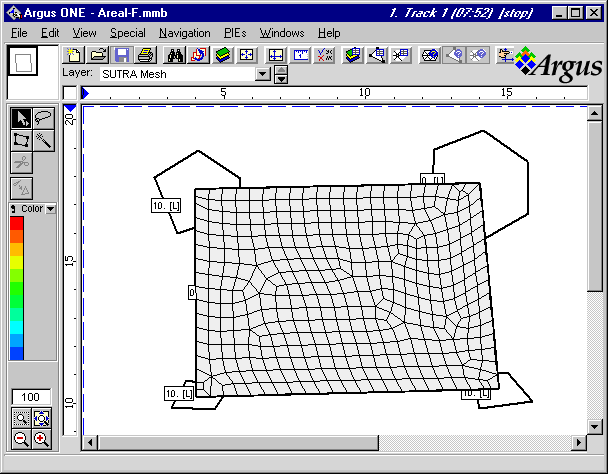 Argus ONE - Areal-F.mmb
1. Track 1 {07:52} [stop]
File Edit View Special Navigation PIEs Windows Help
Layer: SUTRA Mesh
Argus
5 10 15
20
15
10
Color
100
0. [L]
10. [L]
0
10. [L]
10. [L]